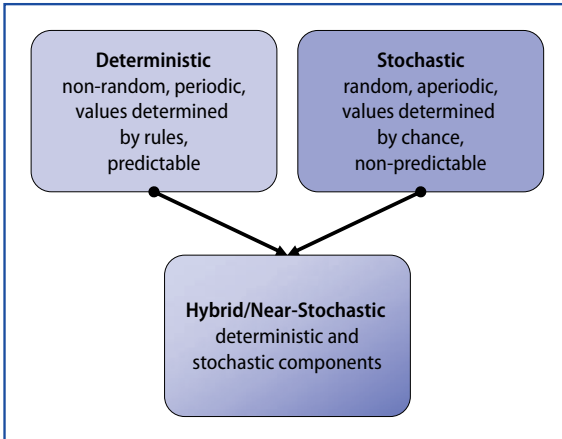 Deterministic
non-random, periodic,
values determined
by rules,
predictable
Stochastic
random, aperiodic,
values determined
by chance,
non-predictable
Hybrid/Near-Stochastic
deterministic and
stochastic components